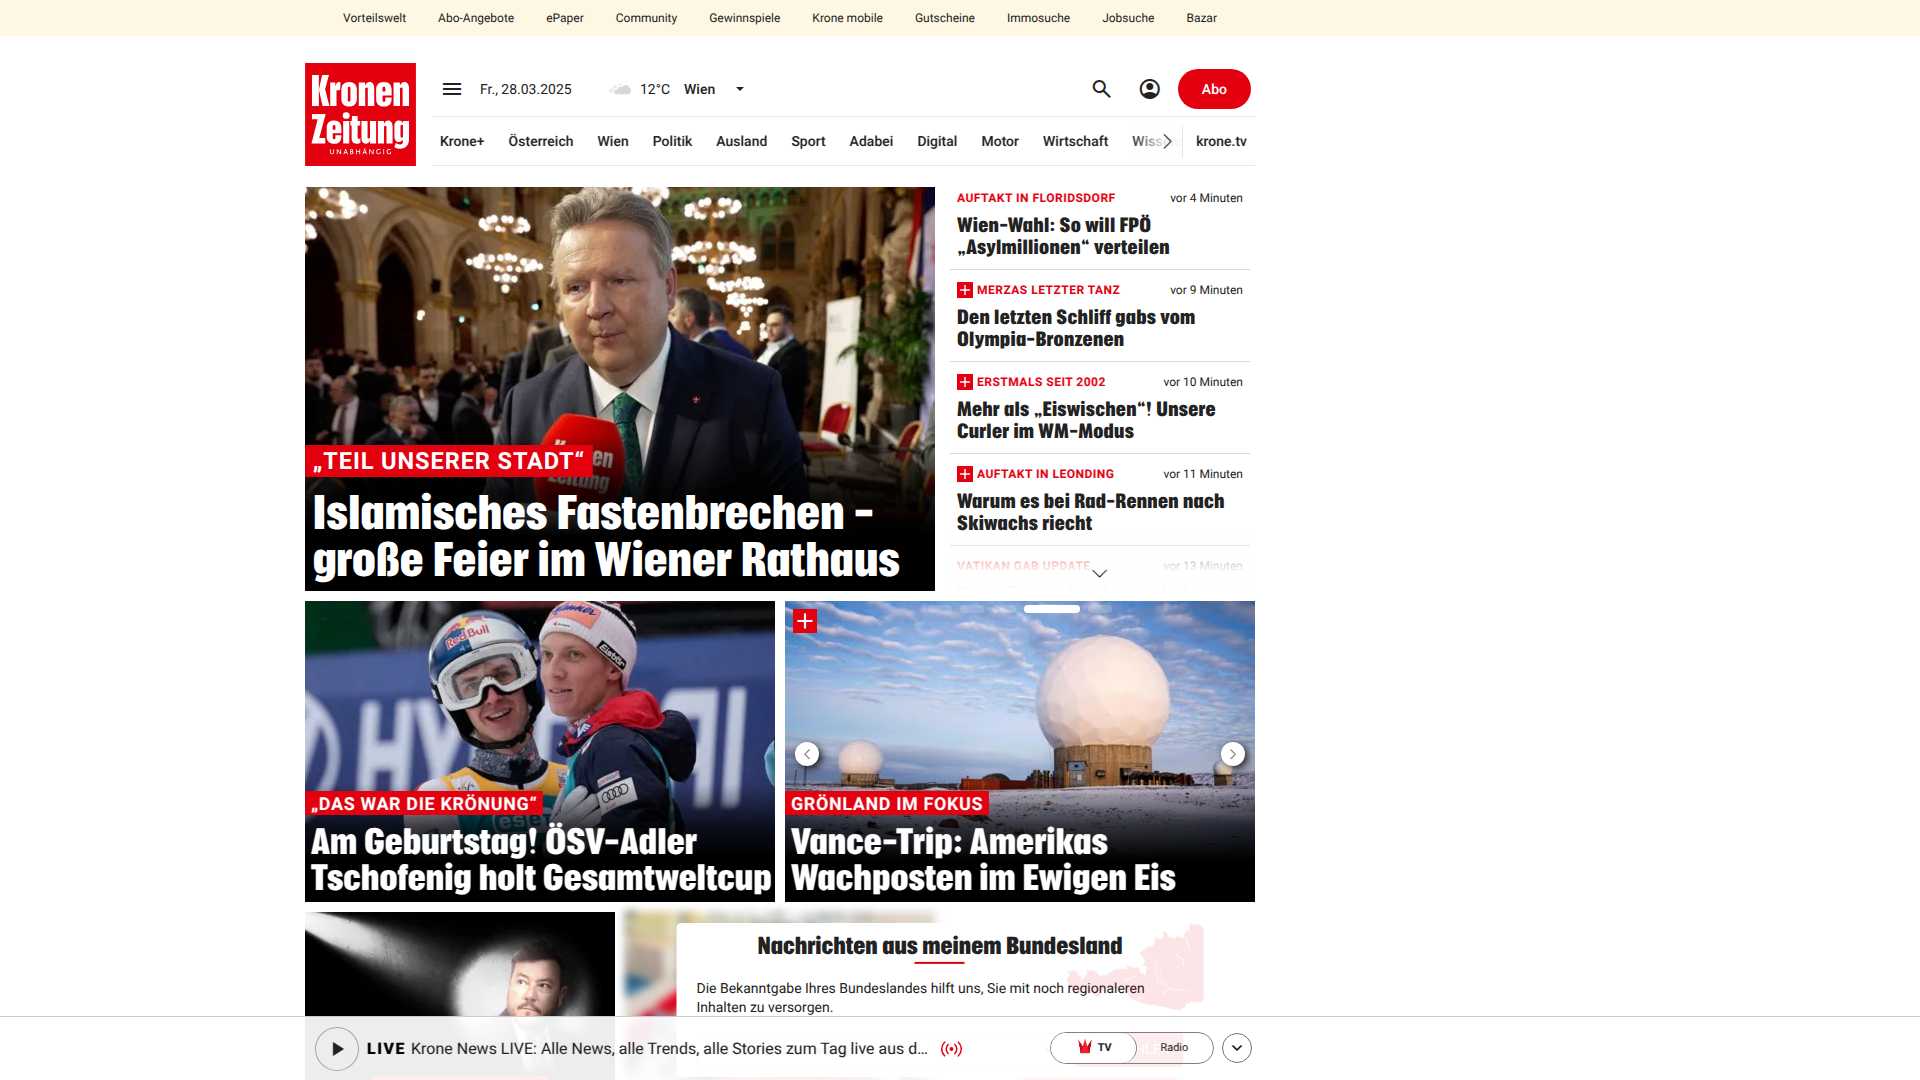 Vorteilswelt Abo-Angebote ePaper Community Gewinnspiele Krone mobile Gutscheine Immosuche Jobsuche Bazar
Kronen
Zeitung
UNABHÄNGIG
Fr., 28.03.2025 12°C Wien
Abo
Krone+ Österreich Wien Politik Ausland Sport Adabei Digital Motor Wirtschaft Wiss krone.tv
„TEIL UNSERER STADT“
Islamisches Fastenbrechen –
große Feier im Wiener Rathaus
AUFTAKT IN FLORIDSDORF vor 4 Minuten
Wien-Wahl: So will FPÖ
„Asylmillionen“ verteilen
MERZAS LETZTER TANZ vor 9 Minuten
Den letzten Schliff gabs vom
Olympia-Bronzenen
ERSTMALS SEIT 2002 vor 10 Minuten
Mehr als „Eiswischen“! Unsere
Curler im WM-Modus
AUFTAKT IN LEONDING vor 11 Minuten
Warum es bei Rad-Rennen nach
Skiwachs riecht
VATIKAN GAB UPDATE vor 13 Minuten
Red Bull
Eisbär
„DAS WAR DIE KRÖNUNG“
Am Geburtstag! ÖSV-Adler
Tschofenig holt Gesamtweltcup
GRÖNLAND IM FOKUS
Vance-Trip: Amerikas
Wachposten im Ewigen Eis
Nachrichten aus meinem Bundesland
Die Bekanntgabe Ihres Bundeslandes hilft uns, Sie mit noch regionaleren
Inhalten zu versorgen.
LIVE Krone News LIVE: Alle News, alle Trends, alle Stories zum Tag live aus d...
TV Radio